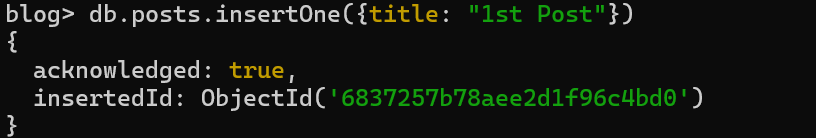 blog> db.posts.insertOne({title: "1st Post"})
{
  acknowledged: true,
  insertedId: ObjectId('6837257b78aee2d1f96c4bd0')
}